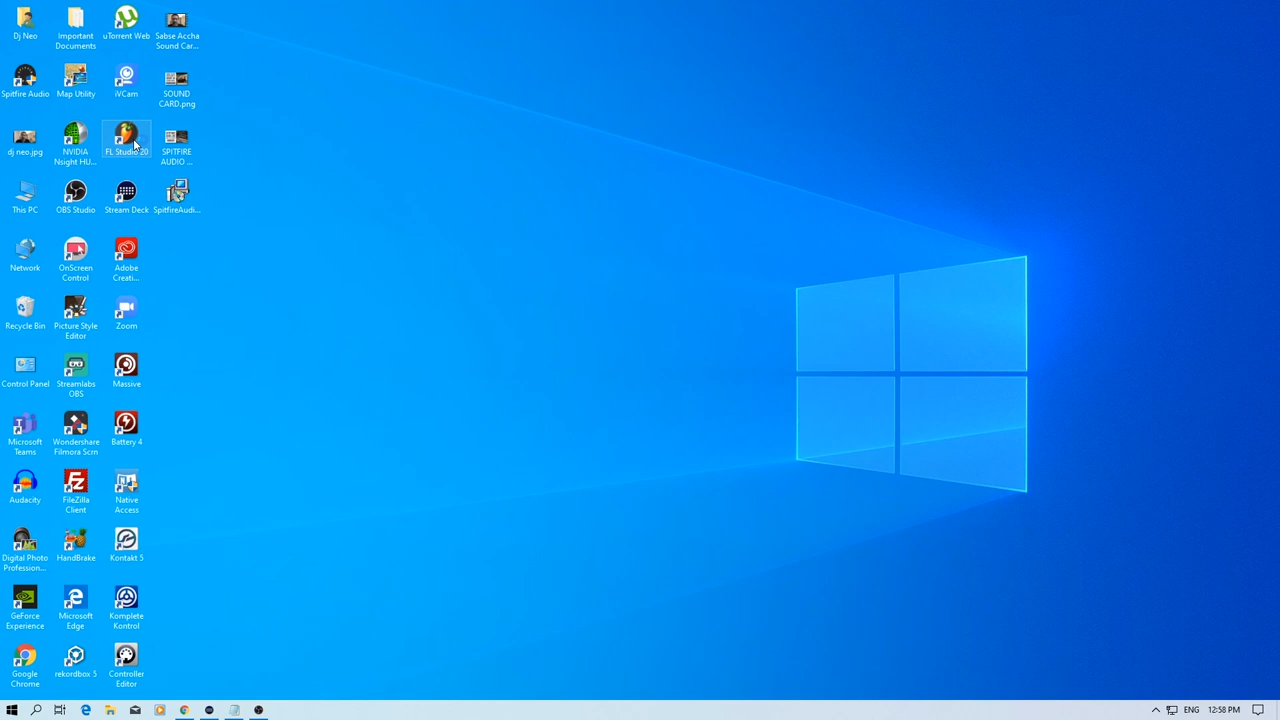 Dj Neo
Important
Documents
uTorrent Web
Sabse Accha
Sound Car...
Spitfire Audio
Map Utility
iVCam
SOUND
CARD.png
dj neo.jpg
NVIDIA
Nsight HU...
FL Studio 20
SPITFIRE
AUDIO ...
This PC
OBS Studio
Stream Deck
SpitfireAudi...
Network
OnScreen
Control
Adobe
Creati...
Recycle Bin
Picture Style
Editor
Zoom
Control Panel
Streamlabs
OBS
Massive
Microsoft
Teams
Wondershare
Filmora Scrn
Battery 4
Audacity
FileZilla
Client
Native
Access
Digital Photo
Profession...
HandBrake
Kontakt 5
GeForce
Experience
Microsoft
Edge
Komplete
Kontrol
Google
Chrome
rekordbox 5
Controller
Editor
ENG
12:58 PM